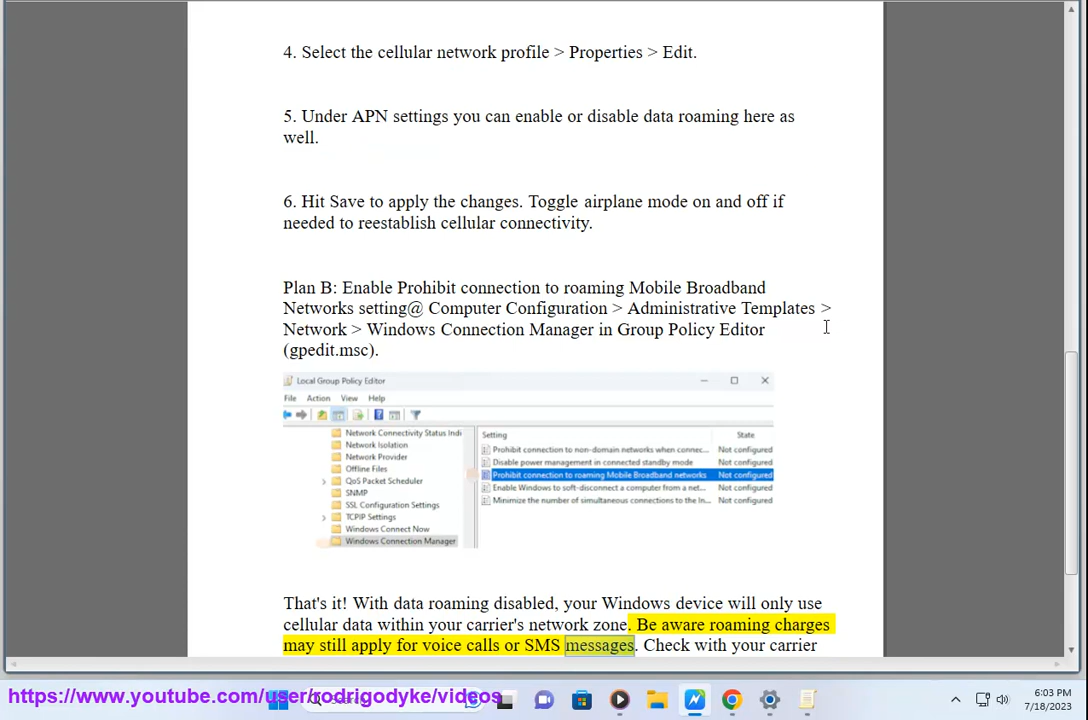 4. Select the cellular network profile > Properties > Edit.
5. Under APN settings you can enable or disable data roaming here as
well.
6. Hit Save to apply the changes. Toggle airplane mode on and off if
needed to reestablish cellular connectivity.
Plan B: Enable Prohibit connection to roaming Mobile Broadband
Networks setting@ Computer Configuration > Administrative Templates >
Network > Windows Connection Manager in Group Policy Editor
(gpedit.msc).
Local Group Policy Editor
File Action View Help
Network Connectivity Status Indi
Network Isolation
Network Provider
Offline Files
QoS Packet Scheduler
SNMP
SSL Configuration Settings
TCPIP Settings
Windows Connect Now
Windows Connection Manager
Setting State
Prohibit connection to non-domain networks when connec... Not configured
Disable power management in connected standby mode Not configured
Prohibit connection to roaming Mobile Broadband networks Not configured
Enable Windows to soft-disconnect a computer from a net... Not configured
Minimize the number of simultaneous connections to the In... Not configured
That's it! With data roaming disabled, your Windows device will only use
cellular data within your carrier's network zone. Be aware roaming charges
may still apply for voice calls or SMS messages. Check with your carrier
https://www.youtube.com/user/rodrigodyke/videos
6:03 PM
7/18/2023